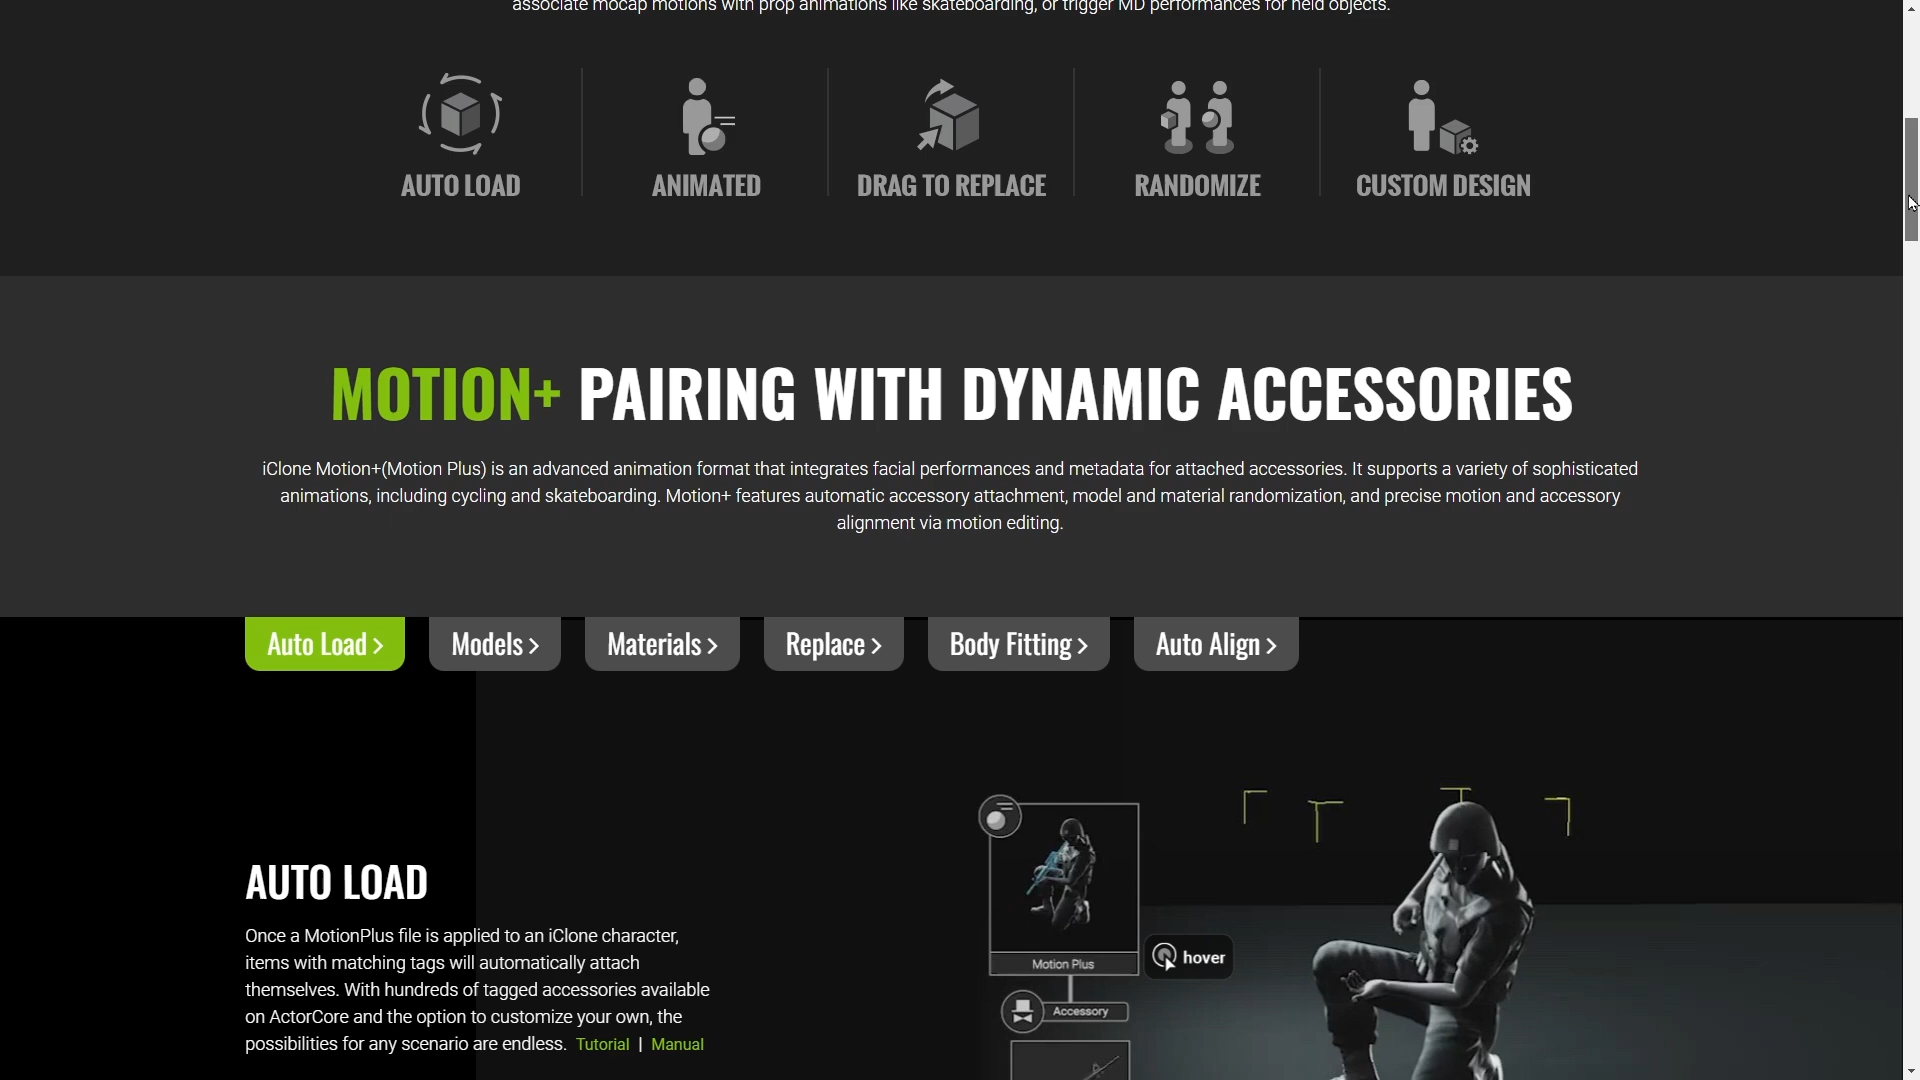 associate mocap motions with prop animations like skateboarding, or trigger MD performances for held objects.
AUTO LOAD
ANIMATED
DRAG TO REPLACE
RANDOMIZE
CUSTOM DESIGN
MOTION+ PAIRING WITH DYNAMIC ACCESSORIES
iClone Motion+(Motion Plus) is an advanced animation format that integrates facial performances and metadata for attached accessories. It supports a variety of sophisticated
animations, including cycling and skateboarding. Motion+ features automatic accessory attachment, model and material randomization, and precise motion and accessory
alignment via motion editing.
Auto Load >
Models >
Materials >
Replace >
Body Fitting >
Auto Align >
AUTO LOAD
Once a MotionPlus file is applied to an iClone character,
items with matching tags will automatically attach
themselves. With hundreds of tagged accessories available
on ActorCore and the option to customize your own, the
possibilities for any scenario are endless. Tutorial | Manual
Motion Plus
hover
Accessory